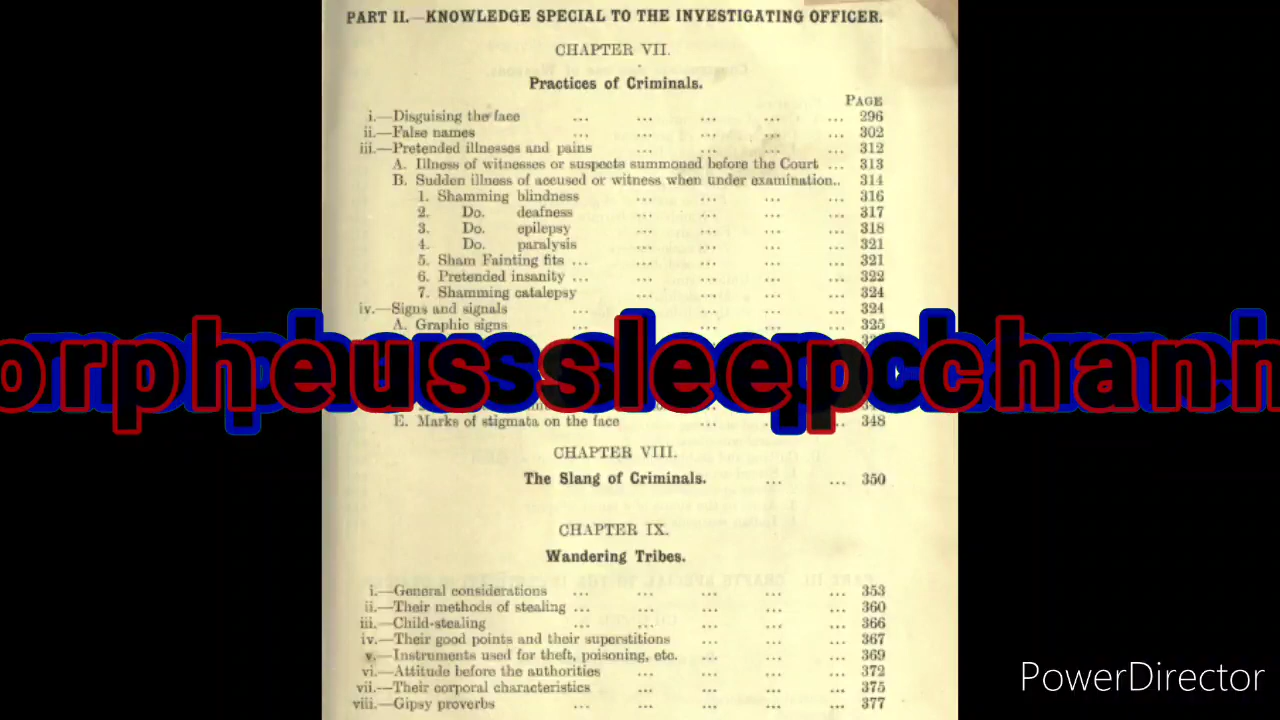 PART II.—KNOWLEDGE SPECIAL TO THE INVESTIGATING OFFICER.
CHAPTER VII.
Practices of Criminals.
PAGE
i.—Disguising the face ... ... ... ... ... 296
ii.—False names ... ... ... ... ... 302
iii.—Pretended illnesses and pains ... ... ... ... ... 312
A. Illness of witnesses or suspects summoned before the Court ... 313
B. Sudden illness of accused or witness when under examination.. 314
1. Shamming blindness ... ... ... ... 316
2. Do. deafness ... ... ... ... 317
3. Do. epilepsy ... ... ... ... 318
4. Do. paralysis ... ... ... ... 321
5. Sham Fainting fits ... ... ... ... ... 321
6. Pretended insanity ... ... ... ... ... 322
7. Shamming catalepsy ... ... ... ... 324
iv.—Signs and signals ... ... ... ... ... 324
A. Graphic signs ... ... ... ... ... 325
orpheusssleepcchann
E. Marks of stigmata on the face ... ... ... 348
CHAPTER VIII.
The Slang of Criminals. ... ... 350
CHAPTER IX.
Wandering Tribes.
i.—General considerations ... ... ... ... ... 353
ii.—Their methods of stealing ... ... ... ... ... 360
iii.—Child-stealing ... ... ... ... ... 366
iv.—Their good points and their superstitions ... ... ... 367
v.—Instruments used for theft, poisoning, etc. ... ... ... 369
vi.—Attitude before the authorities ... ... ... ... 372
vii.—Their corporal characteristics ... ... ... ... 375
viii.—Gipsy proverbs ... ... ... ... ... 377
PowerDirector